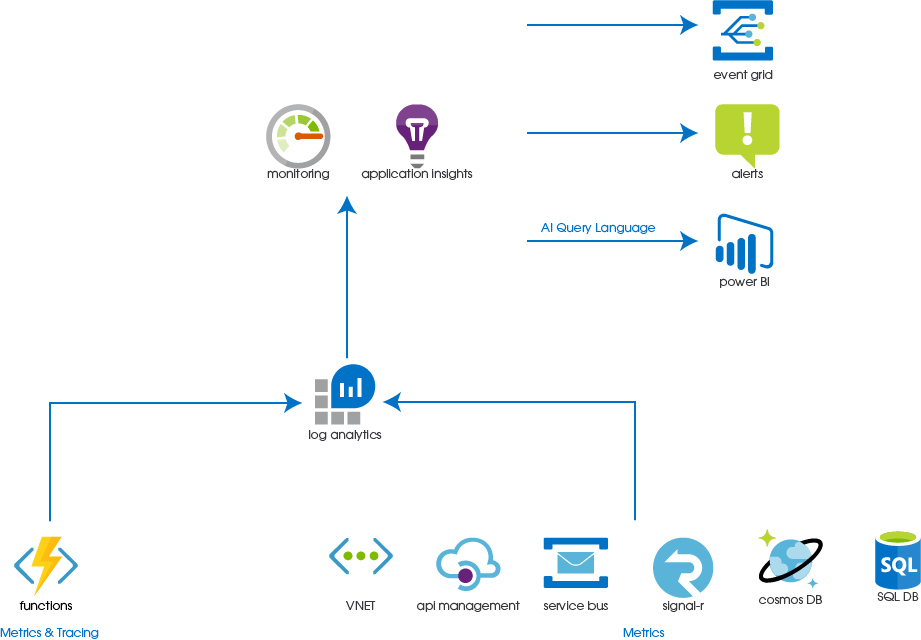 event grid
monitoring
application insights
alerts
AI Query Language
power BI
log analytics
functions
VNET
api management
service bus
signal-r
cosmos DB
SQL
SQL DB
Metrics & Tracing
Metrics